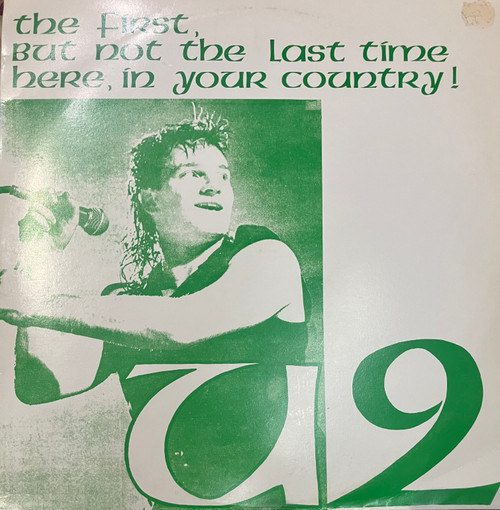 the first,
But not the Last time
here, in your country!
U2